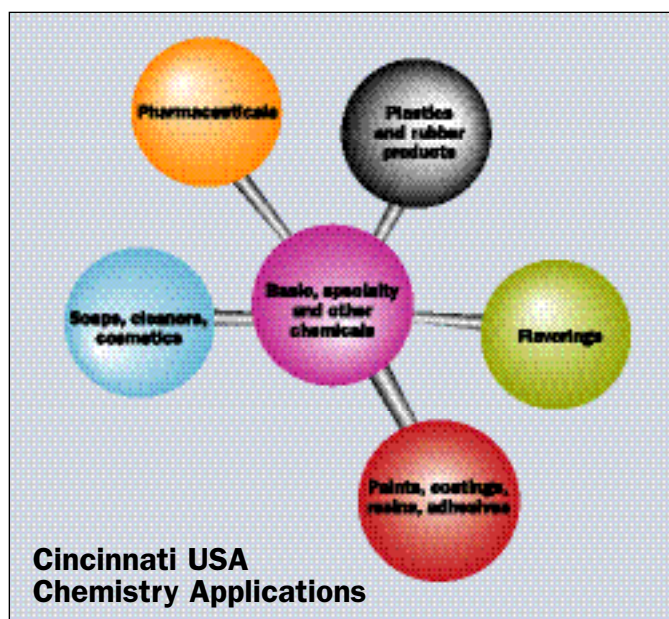 Pharmaceuticals
Plastics
and rubber
products
Basic, specialty
and other
chemicals
Soaps, cleaners,
cosmetics
Flavorings
Paints, coatings,
resins, adhesives
Cincinnati USA
Chemistry Applications